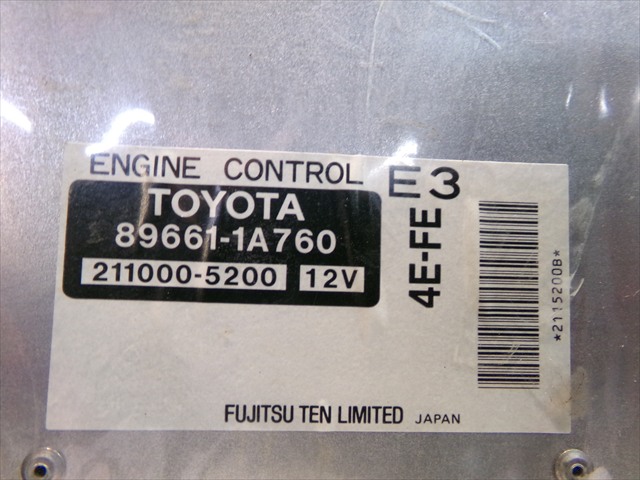 ENGINE CONTROL E3
TOYOTA
89661-1A760
211000-5200 12V
4E-FE
*2115200B*
FUJITSU TEN LIMITED JAPAN